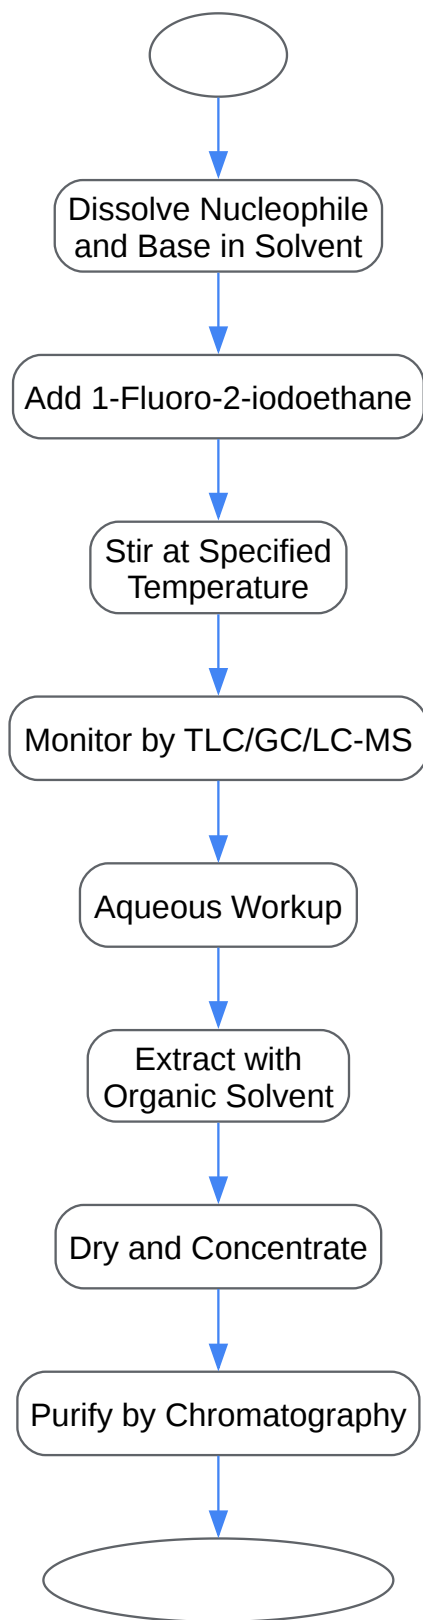 Dissolve Nucleophile
and Base in Solvent
Add 1-Fluoro-2-iodoethane
Stir at Specified
Temperature
Monitor by TLC/GC/LC-MS
Aqueous Workup
Extract with
Organic Solvent
Dry and Concentrate
Purify by Chromatography